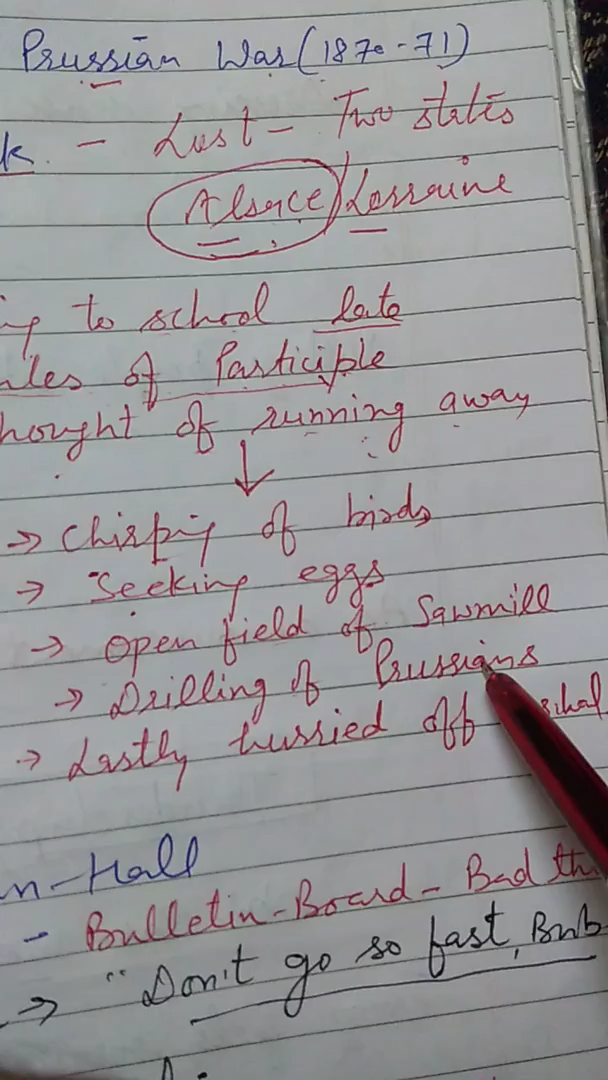 Prussian War (1870-71)
k. - Lost - Two states
Alsace/Lorraine
to school late
les of Participle
hought of running away
→ Chirping of birds
→ Seeking eggs
→ Open field of Sawmill
→ Drilling of Prussians
→ Lastly hurried off
n-Hall
- Bulletin-Board - Bad th
→ "Don't go so fast, Bub